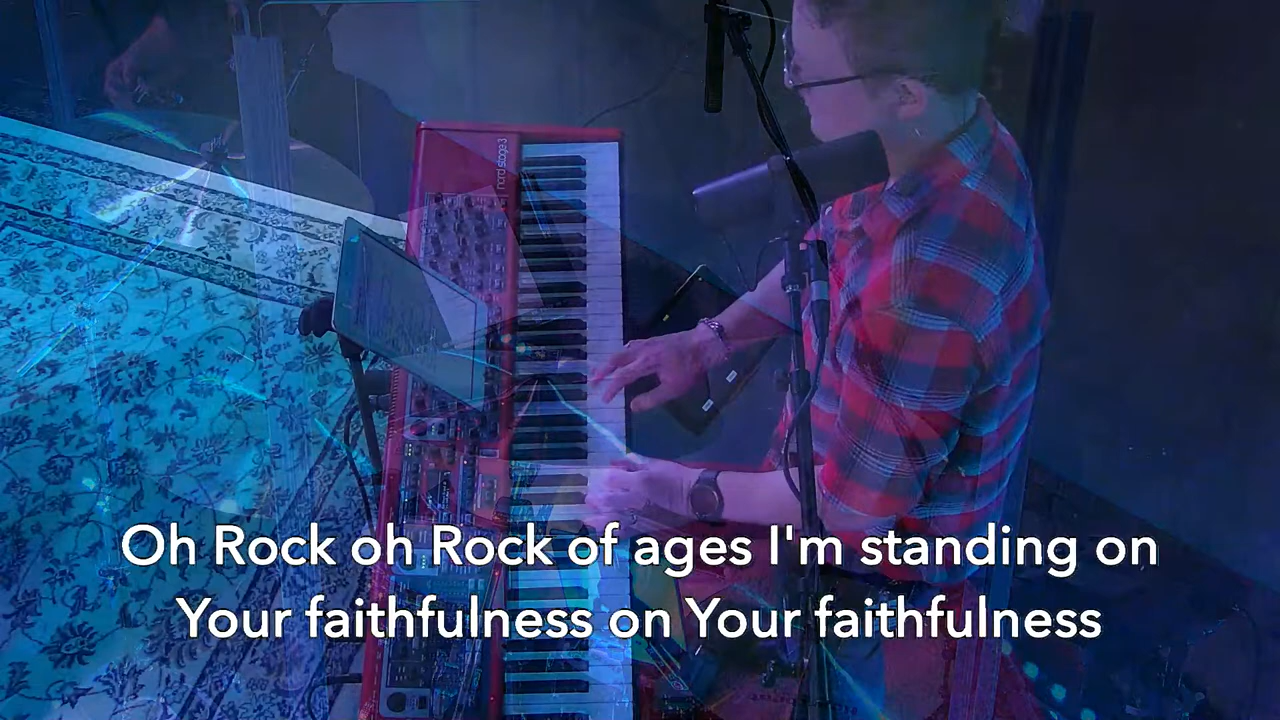 nord stage 3
Oh Rock oh Rock of ages I'm standing on
Your faithfulness on Your faithfulness